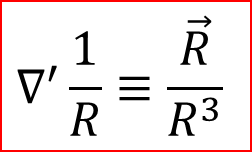 ∇′ 1/R ≡ R⃗/R³